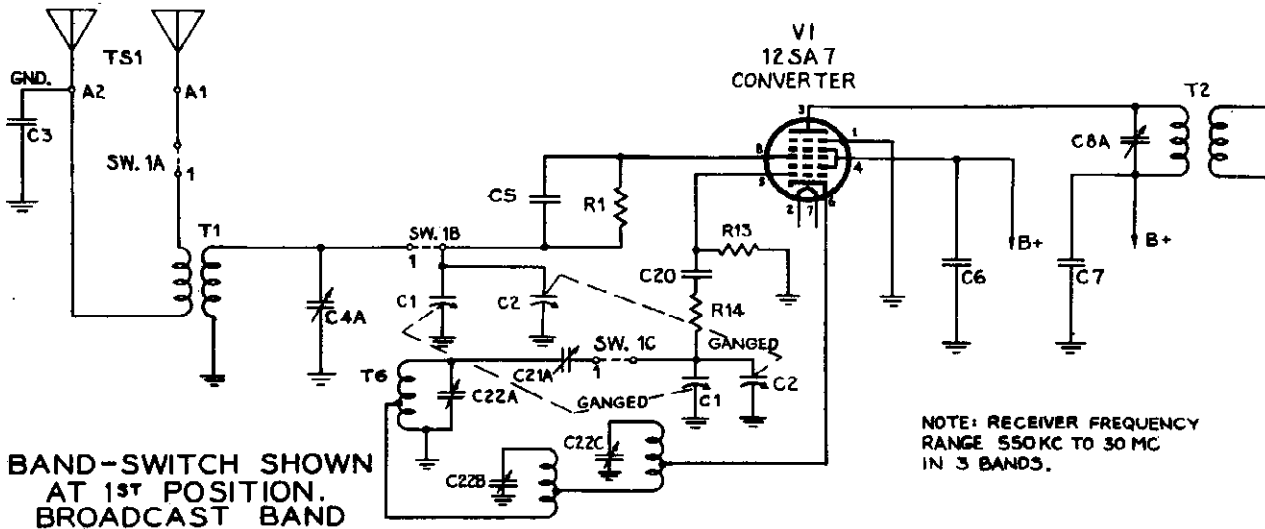 V1
12SA7
CONVERTER
TS1
T2
GND.
A2
A1
3
1
C3
C8A
8
4
SW. 1A
1
C5
R1
5
2
7
6
T1
SW. 1B
R13
B+
B+
1
C20
C6
C7
C4A
C1
C2
R14
GANGED
SW. 1C
T6
C21A
1
C22A
GANGED
C1
C2
C22C
NOTE: RECEIVER FREQUENCY
RANGE 550KC TO 30 MC
IN 3 BANDS.
C22B
BAND-SWITCH SHOWN
AT 1ST POSITION.
BROADCAST BAND